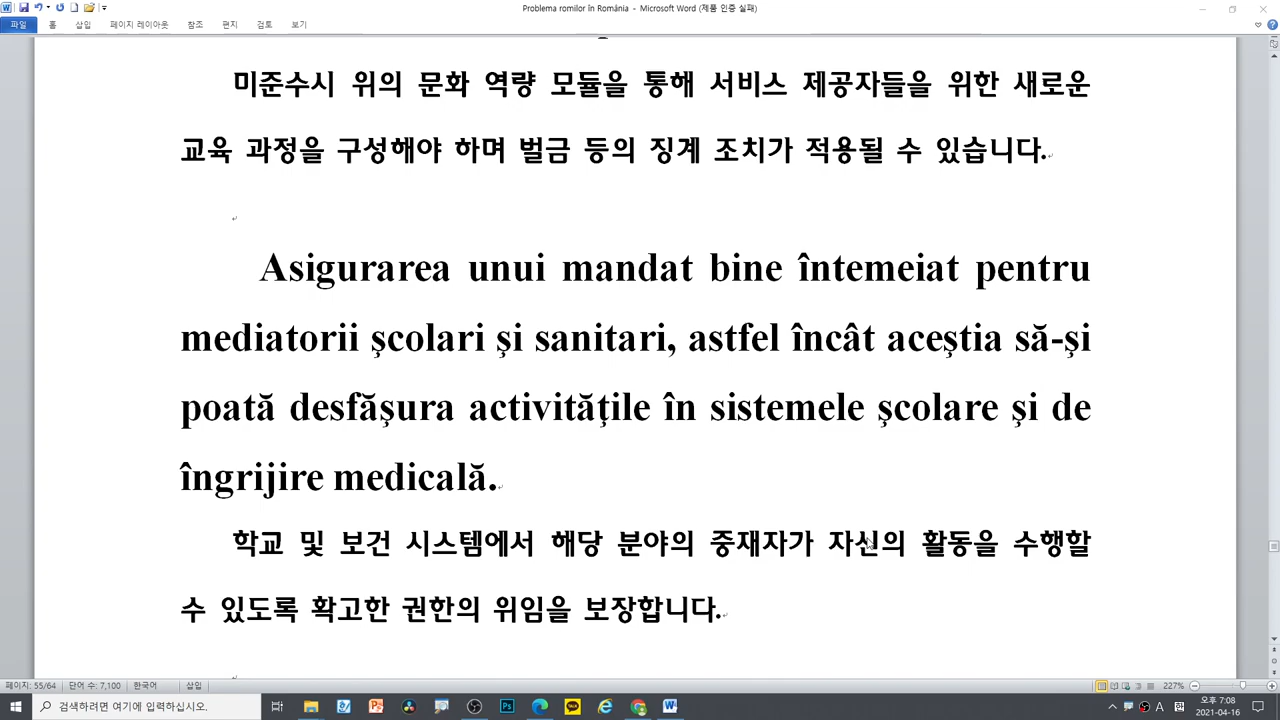 Problema romilor în România - Microsoft Word (제품 인증 실패)
파일 홈 삽입 페이지 레이아웃 참조 편지 검토 보기
미준수시 위의 문화 역량 모듈을 통해 서비스 제공자들을 위한 새로운
교육 과정을 구성해야 하며 벌금 등의 징계 조치가 적용될 수 있습니다.
Asigurarea unui mandat bine întemeiat pentru
mediatorii şcolari şi sanitari, astfel încât aceştia să-şi
poată desfăşura activităţile în sistemele şcolare şi de
îngrijire medicală.
학교 및 보건 시스템에서 해당 분야의 중재자가 자신의 활동을 수행할
수 있도록 확고한 권한의 위임을 보장합니다.
페이지: 55/64 단어 수: 7,100 한국어 삽입 227%
검색하려면 여기에 입력하십시오. A 漢 오후 7:08
2021-04-16